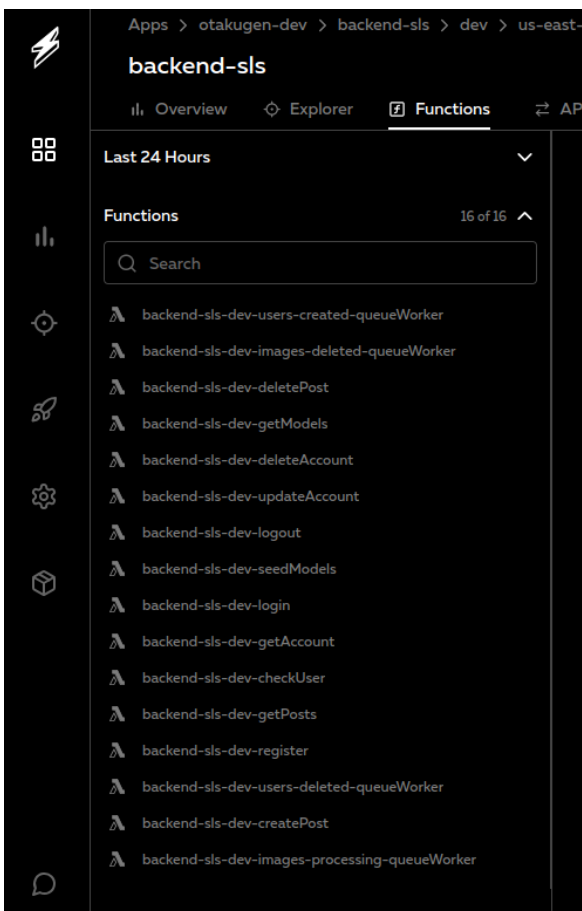 Apps > otakugen-dev > backend-sls > dev > us-east-
backend-sls
Overview Explorer Functions AP
Last 24 Hours
Functions 16 of 16
Search
backend-sls-dev-users-created-queueWorker
backend-sls-dev-images-deleted-queueWorker
backend-sls-dev-deletePost
backend-sls-dev-getModels
backend-sls-dev-deleteAccount
backend-sls-dev-updateAccount
backend-sls-dev-logout
backend-sls-dev-seedModels
backend-sls-dev-login
backend-sls-dev-getAccount
backend-sls-dev-checkUser
backend-sls-dev-getPosts
backend-sls-dev-register
backend-sls-dev-users-deleted-queueWorker
backend-sls-dev-createPost
backend-sls-dev-images-processing-queueWorker